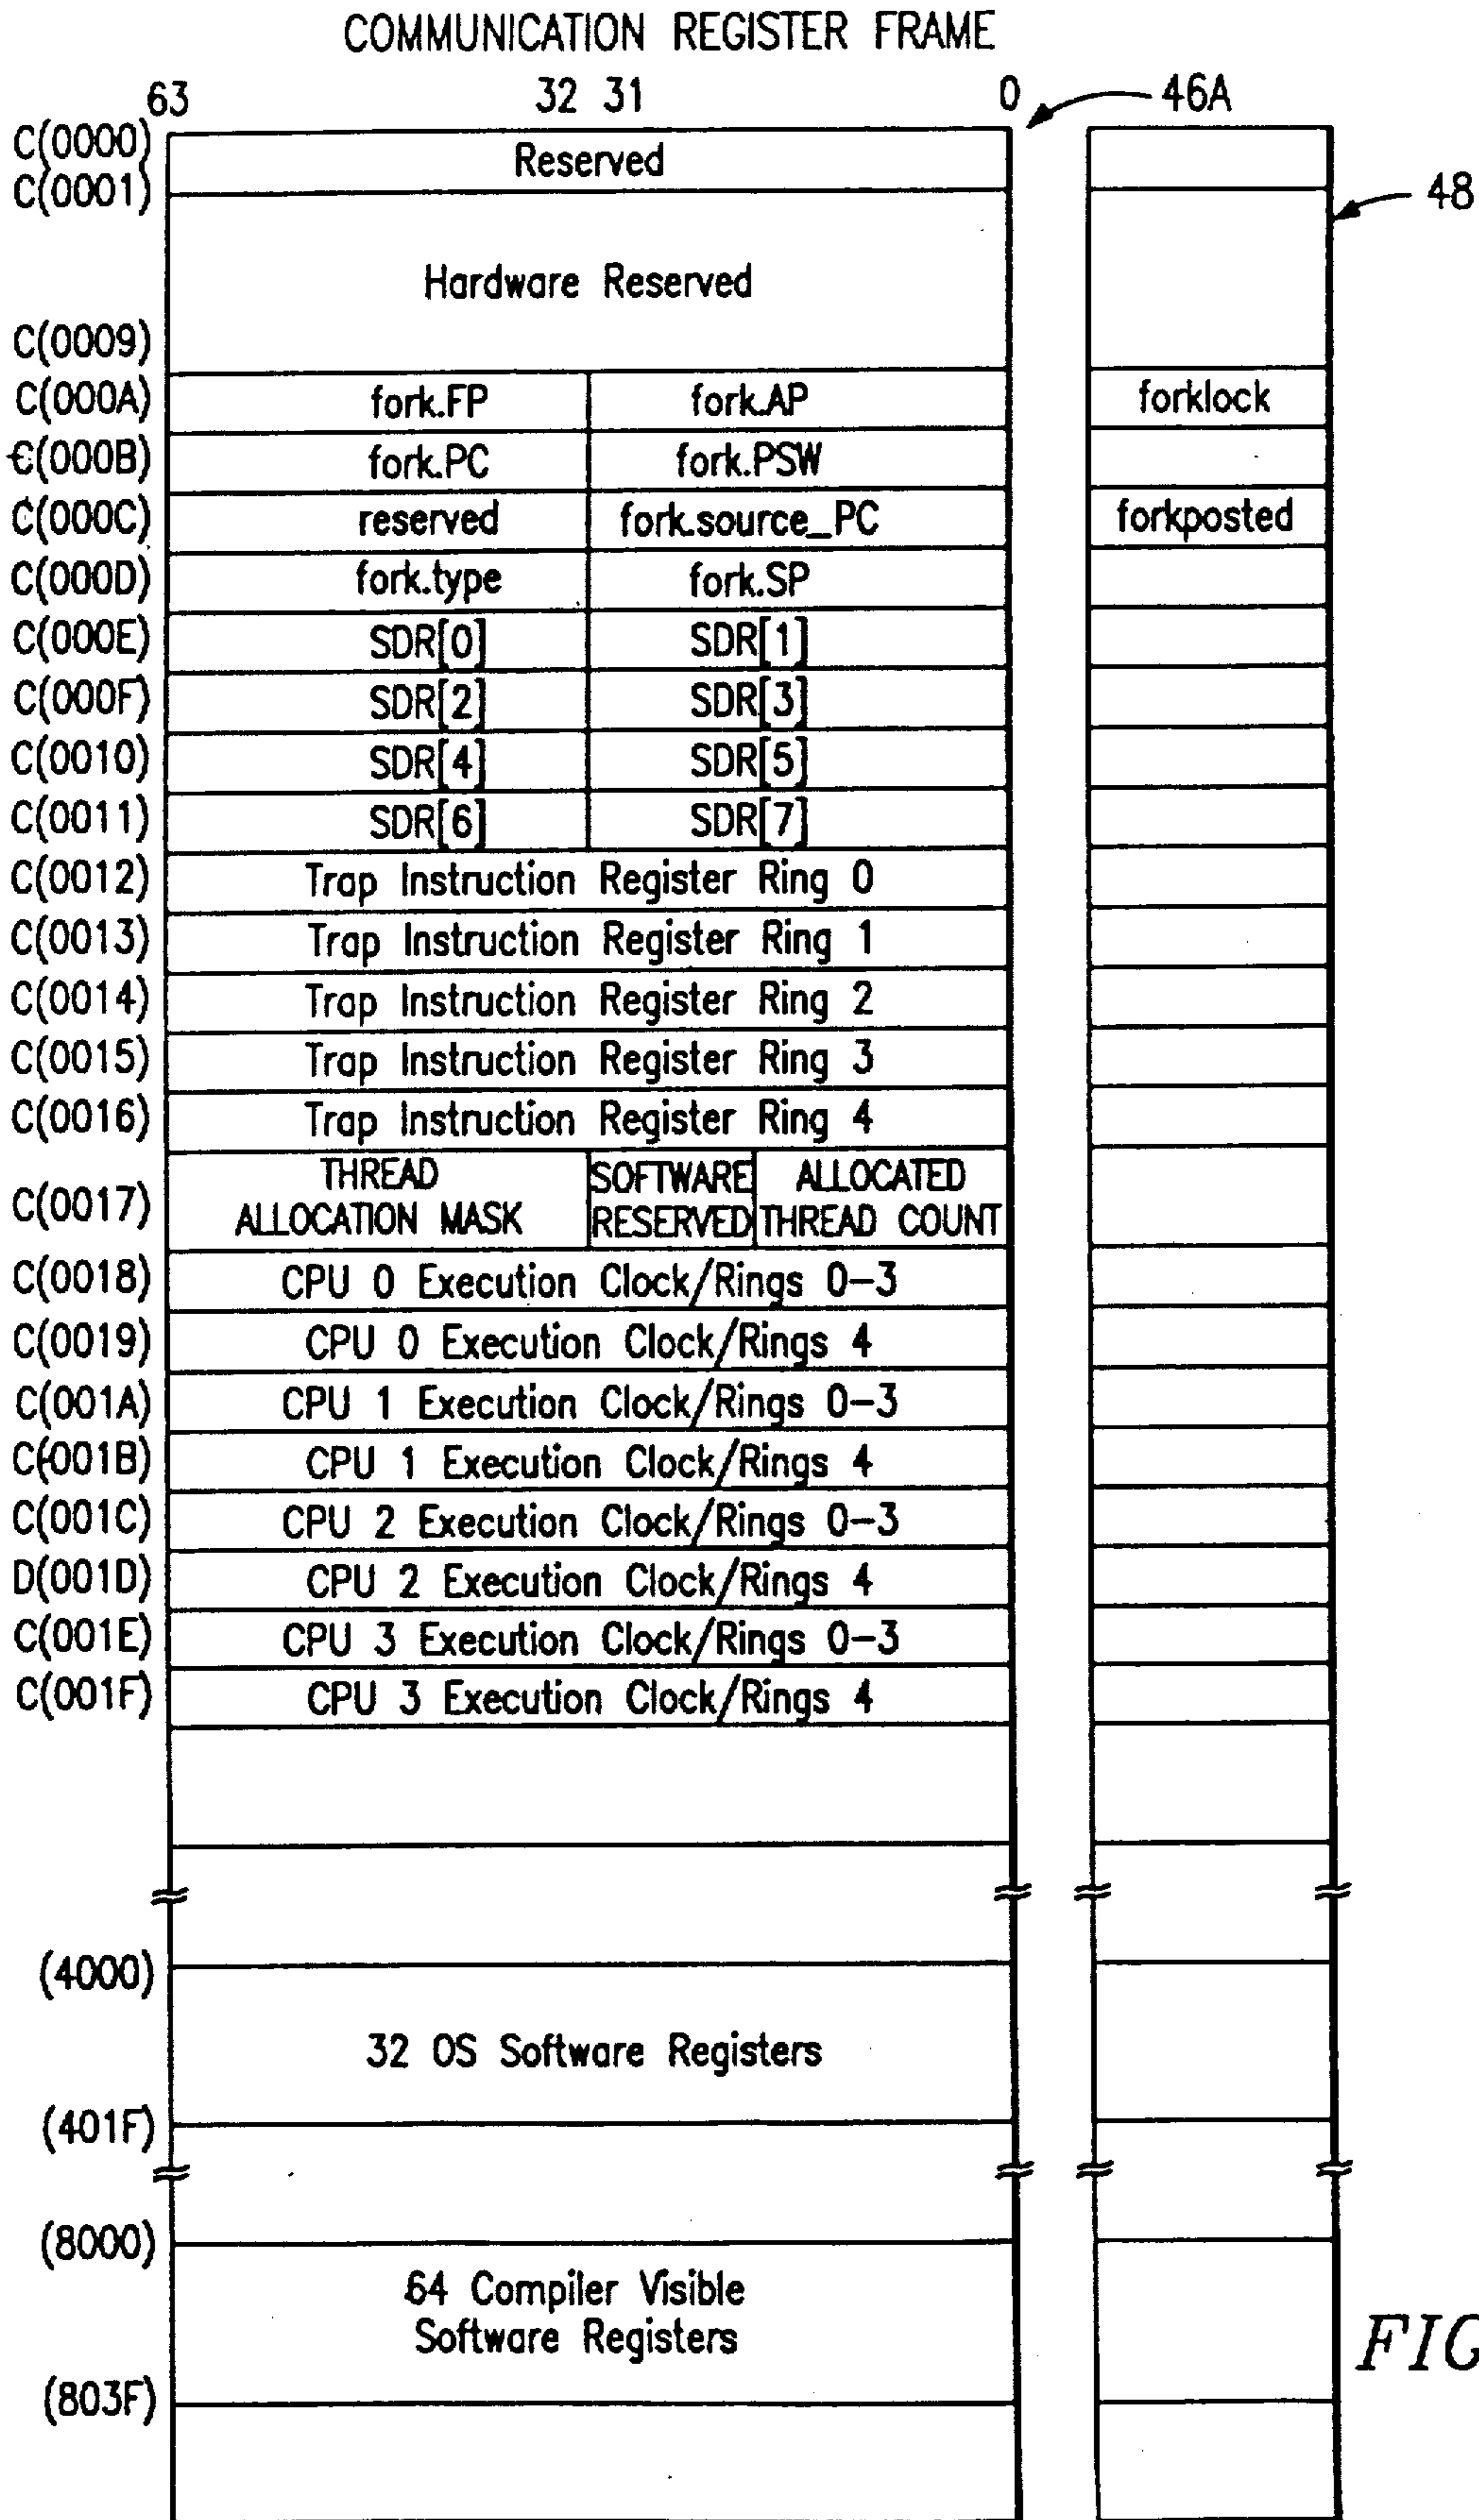 COMMUNICATION REGISTER FRAME
63 32 31 0 46A
C(0000) Reserved
C(0001) 48
Hardware Reserved
C(0009)
C(000A) fork.FP fork.AP forklock
C(000B) fork.PC fork.PSW
C(000C) reserved fork.source_PC forkposted
C(000D) fork.type fork.SP
C(000E) SDR[0] SDR[1]
C(000F) SDR[2] SDR[3]
C(0010) SDR[4] SDR[5]
C(0011) SDR[6] SDR[7]
C(0012) Trap Instruction Register Ring 0
C(0013) Trap Instruction Register Ring 1
C(0014) Trap Instruction Register Ring 2
C(0015) Trap Instruction Register Ring 3
C(0016) Trap Instruction Register Ring 4
C(0017) THREAD ALLOCATION MASK SOFTWARE RESERVED ALLOCATED THREAD COUNT
C(0018) CPU 0 Execution Clock/Rings 0-3
C(0019) CPU 0 Execution Clock/Rings 4
C(001A) CPU 1 Execution Clock/Rings 0-3
C(001B) CPU 1 Execution Clock/Rings 4
C(001C) CPU 2 Execution Clock/Rings 0-3
D(001D) CPU 2 Execution Clock/Rings 4
C(001E) CPU 3 Execution Clock/Rings 0-3
C(001F) CPU 3 Execution Clock/Rings 4
(4000)
32 OS Software Registers
(401F)
(8000)
64 Compiler Visible
Software Registers
FIG
(803F)